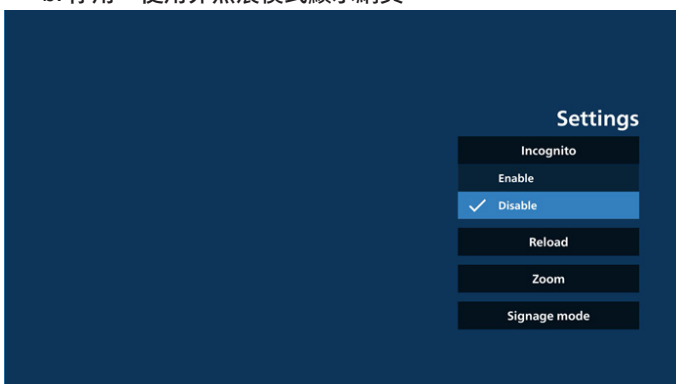 Settings
Incognito
Enable
Disable
Reload
Zoom
Signage mode